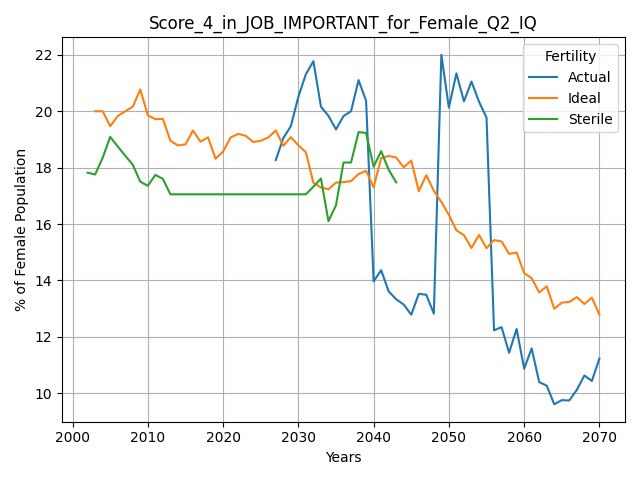 Score_4_in_JOB_IMPORTANT_for_Female_Q2_IQ
Fertility
Actual
Ideal
Sterile
% of Female Population
22
20
18
16
14
12
10
2000 2010 2020 2030 2040 2050 2060 2070
Years